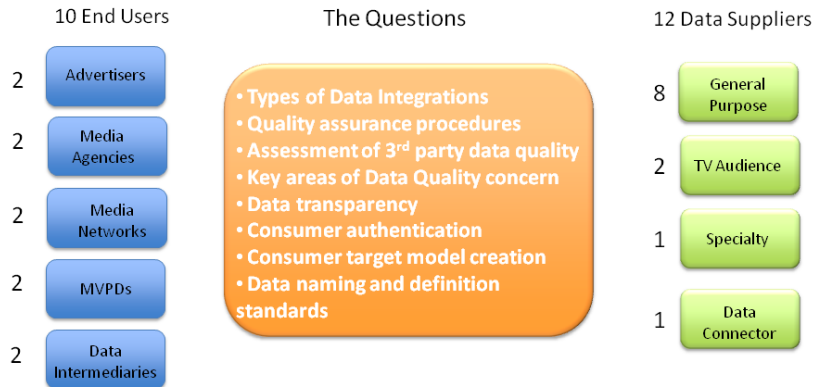 10 End Users
2
Advertisers
2
Media
Agencies
2
Media
Networks
2
MVPDs
2
Data
Intermediaries
The Questions
• Types of Data Integrations
• Quality assurance procedures
• Assessment of 3rd party data quality
• Key areas of Data Quality concern
• Data transparency
• Consumer authentication
• Consumer target model creation
• Data naming and definition
standards
12 Data Suppliers
8
General
Purpose
2
TV Audience
1
Specialty
1
Data
Connector